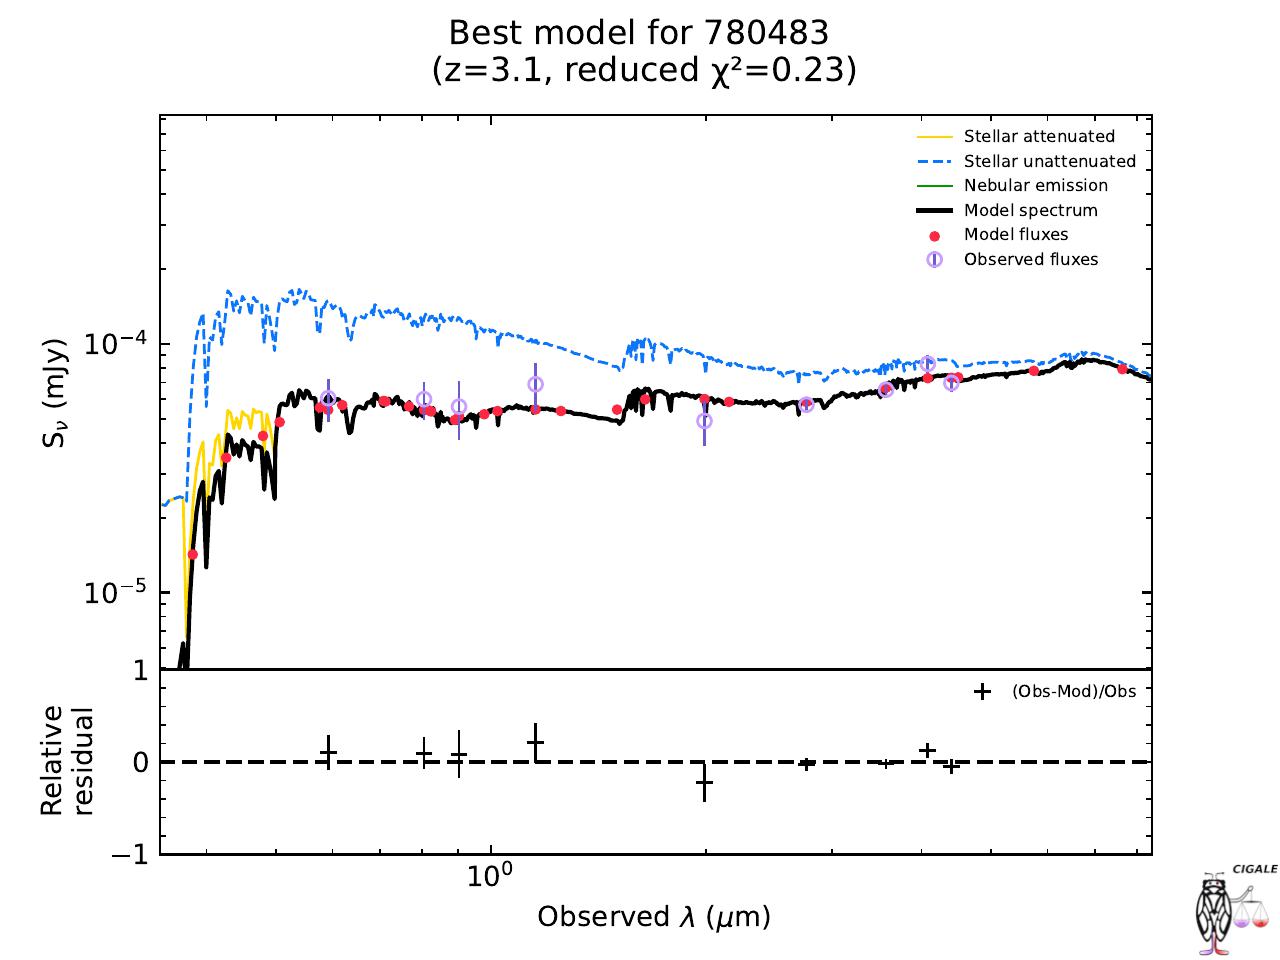 Best model for 780483
(z=3.1, reduced χ²=0.23)
Stellar attenuated
Stellar unattenuated
Nebular emission
Model spectrum
Model fluxes
Observed fluxes
S_ν (mJy)
10⁻⁴
10⁻⁵
1
(Obs-Mod)/Obs
Relative
residual
0
−1
10⁰
Observed λ (μm)
CIGALE